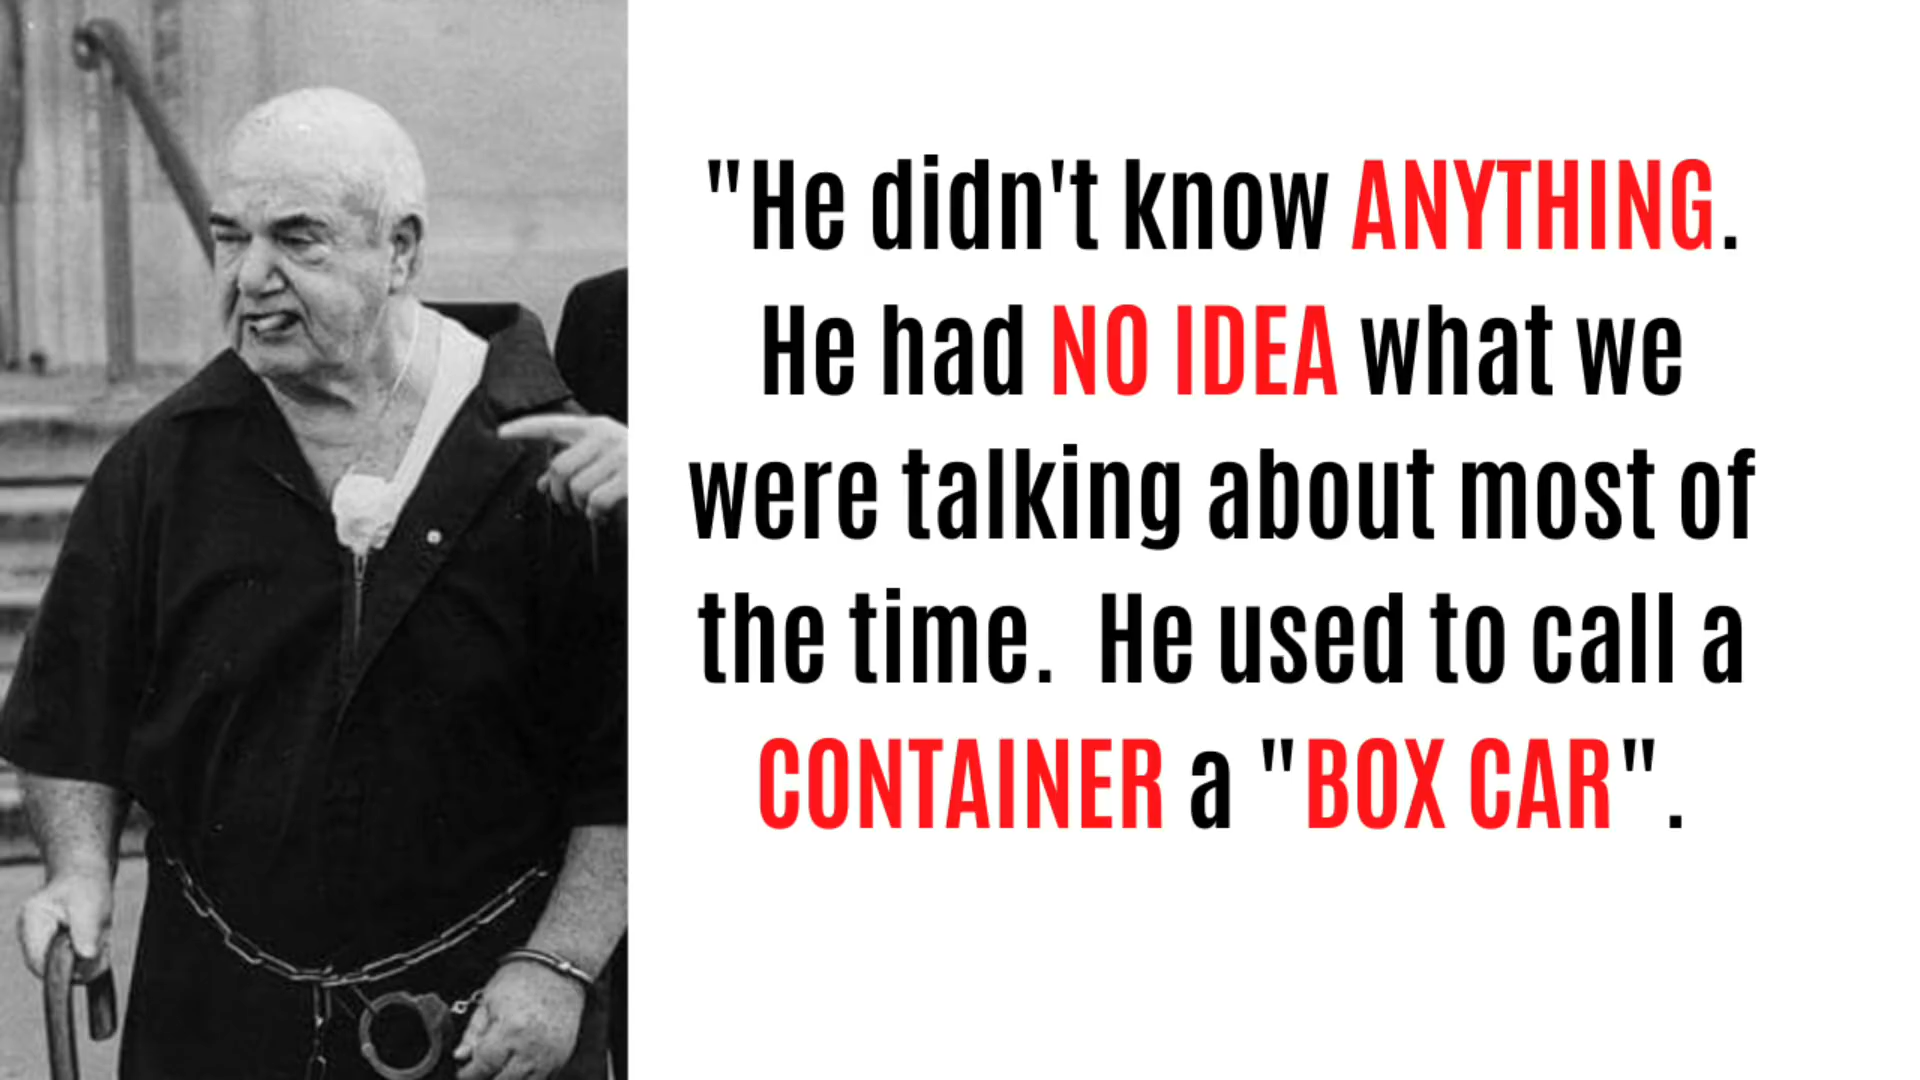 "He didn't know ANYTHING.
He had NO IDEA what we
were talking about most of
the time.  He used to call a
CONTAINER a "BOX CAR".